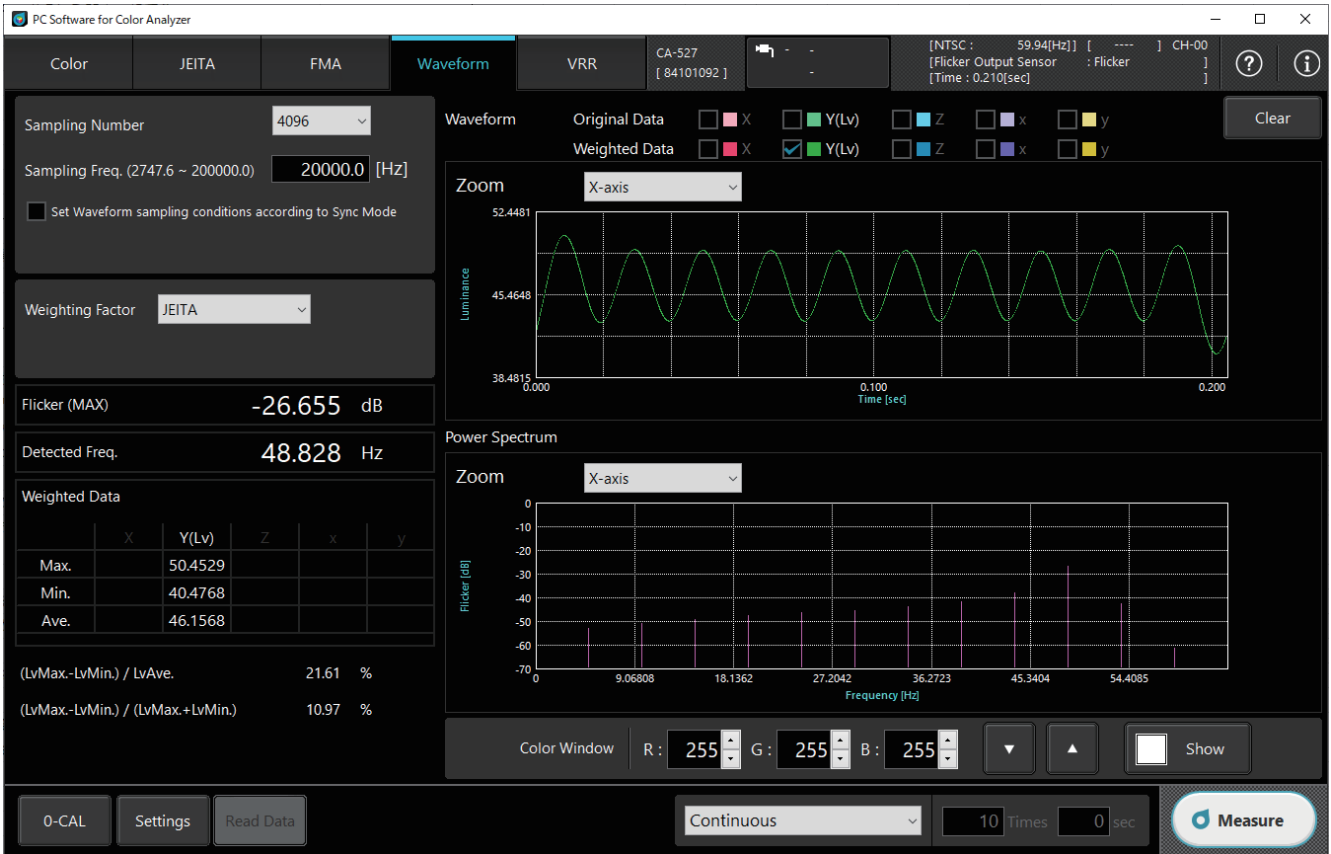 PC Software for Color Analyzer
Color JEITA FMA Waveform VRR
CA-527
[ 84101092 ]
- -
-
[NTSC : 59.94[Hz]] [ ---- ] CH-00
[Flicker Output Sensor : Flicker ]
[Time : 0.210[sec] ]
Sampling Number 4096
Sampling Freq. (2747.6 ~ 200000.0) 20000.0 [Hz]
Set Waveform sampling conditions according to Sync Mode
Weighting Factor JEITA
Flicker (MAX) -26.655 dB
Detected Freq. 48.828 Hz
Weighted Data
X Y(Lv) Z x y
Max. 50.4529
Min. 40.4768
Ave. 46.1568
(LvMax.-LvMin.) / LvAve. 21.61 %
(LvMax.-LvMin.) / (LvMax.+LvMin.) 10.97 %
Waveform Original Data X Y(Lv) Z x y
Weighted Data X Y(Lv) Z x y
Clear
Zoom X-axis
52.4481
45.4648
38.4815
Luminance
0.000 0.100 0.200
Time [sec]
Power Spectrum
Zoom X-axis
0
-10
-20
-30
-40
-50
-60
-70
Flicker [dB]
0 9.06808 18.1362 27.2042 36.2723 45.3404 54.4085
Frequency [Hz]
Color Window R : 255 G : 255 B : 255 ▼ ▲ Show
0-CAL Settings Read Data Continuous 10 Times 0 sec Measure